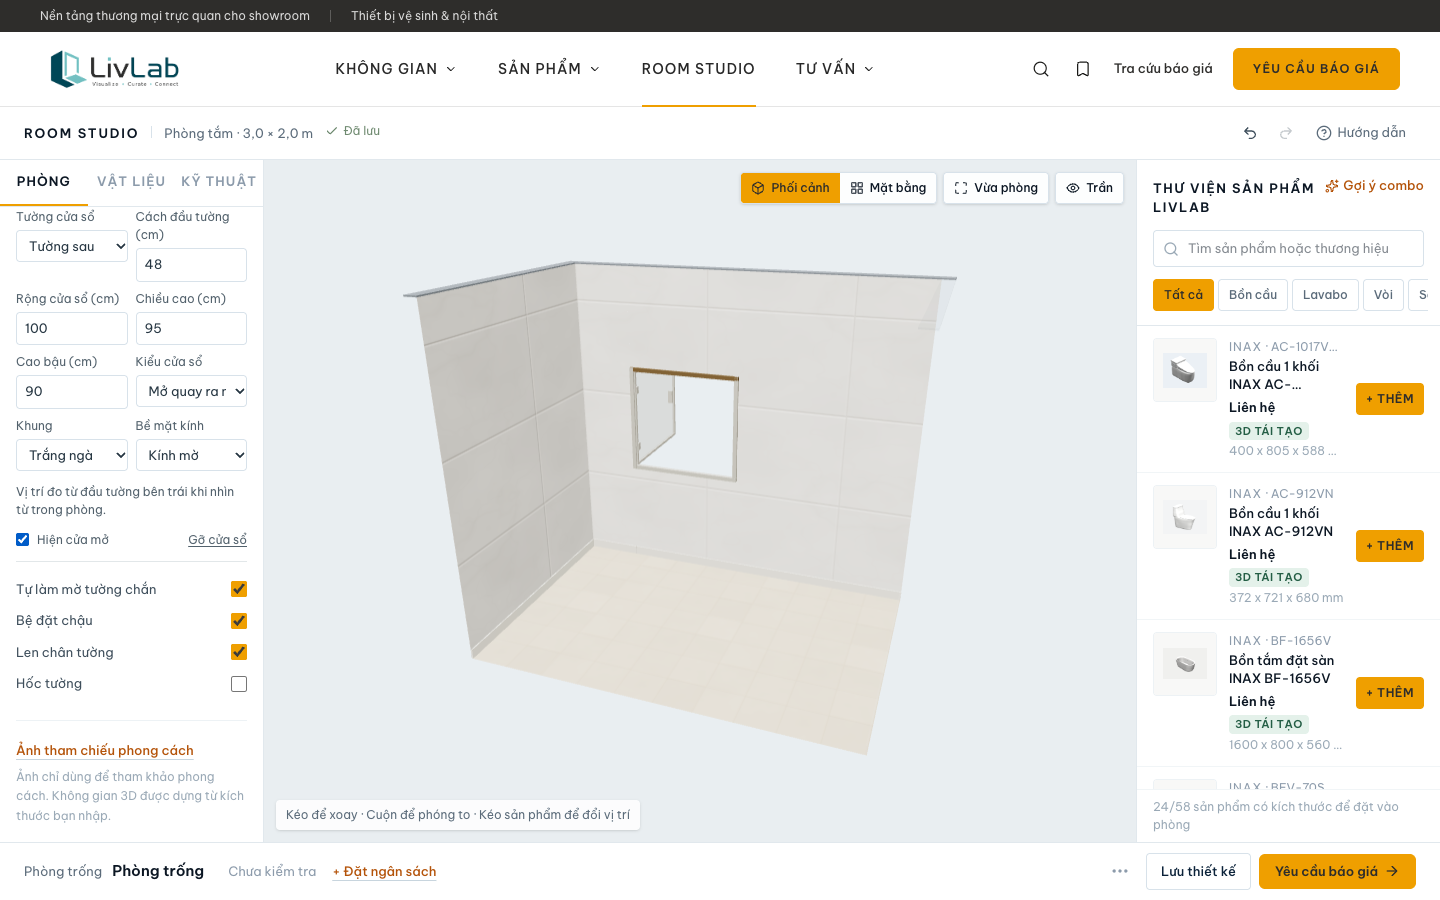 Nền tảng thương mại trực quan cho showroom
Thiết bị vệ sinh & nội thất
LivLab
Visualize • Curate • Connect
KHÔNG GIAN
SẢN PHẨM
ROOM STUDIO
TƯ VẤN
Tra cứu báo giá
YÊU CẦU BÁO GIÁ
ROOM STUDIO
Phòng tắm · 3,0 × 2,0 m
Đã lưu
Hướng dẫn
PHÒNG
VẬT LIỆU
KỸ THUẬT
Tường cửa sổ
Tường sau
Cách đầu tường
(cm)
48
Rộng cửa sổ (cm)
100
Chiều cao (cm)
95
Cao bậu (cm)
90
Kiểu cửa sổ
Mở quay ra r
Khung
Trắng ngà
Bề mặt kính
Kính mờ
Vị trí đo từ đầu tường bên trái khi nhìn
từ trong phòng.
Hiện cửa mở
Gỡ cửa sổ
Tự làm mờ tường chắn
Bệ đặt chậu
Len chân tường
Hốc tường
Ảnh tham chiếu phong cách
Ảnh chỉ dùng để tham khảo phong
cách. Không gian 3D được dựng từ kích
thước bạn nhập.
Phối cảnh
Mặt bằng
Vừa phòng
Trần
Kéo để xoay · Cuộn để phóng to · Kéo sản phẩm để đổi vị trí
THƯ VIỆN SẢN PHẨM
LIVLAB
Gợi ý combo
Tìm sản phẩm hoặc thương hiệu
Tất cả
Bồn cầu
Lavabo
Vòi
INAX · AC-1017V...
Bồn cầu 1 khối
INAX AC-...
Liên hệ
3D TÁI TẠO
400 x 805 x 588 ...
+ THÊM
INAX · AC-912VN
Bồn cầu 1 khối
INAX AC-912VN
Liên hệ
3D TÁI TẠO
372 x 721 x 680 mm
+ THÊM
INAX · BF-1656V
Bồn tắm đặt sàn
INAX BF-1656V
Liên hệ
3D TÁI TẠO
1600 x 800 x 560 ...
+ THÊM
INAX · BFV-70S
24/58 sản phẩm có kích thước để đặt vào
phòng
Phòng trống
Phòng trống
Chưa kiểm tra
+ Đặt ngân sách
Lưu thiết kế
Yêu cầu báo giá